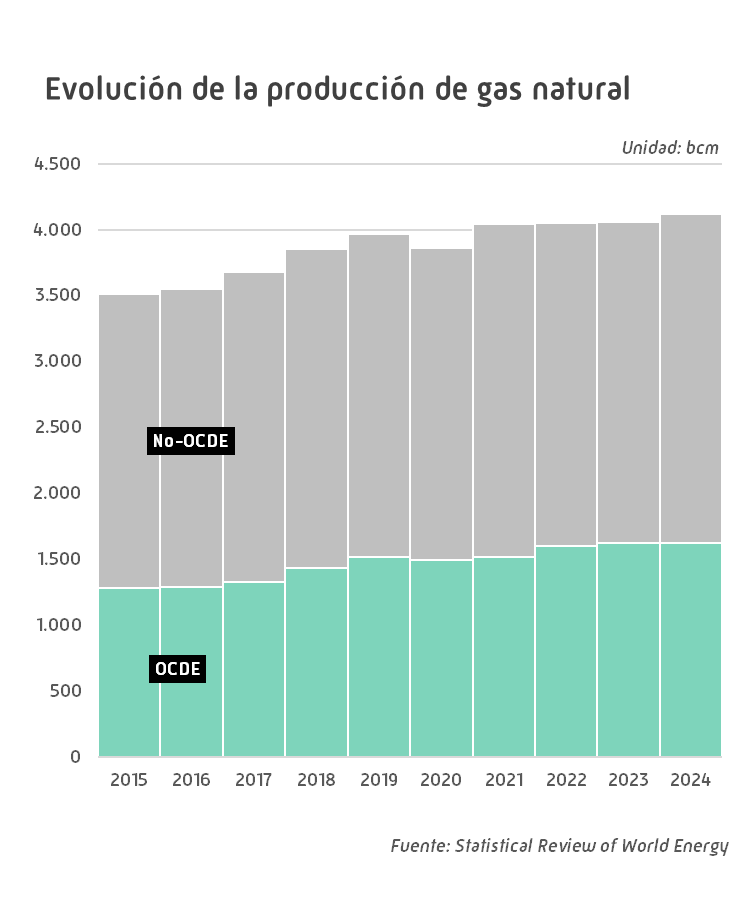 Evolución de la producción de gas natural
Unidad: bcm
4.500
4.000
3.500
3.000
2.500
2.000
1.500
1.000
500
0
No-OCDE
OCDE
2015 2016 2017 2018 2019 2020 2021 2022 2023 2024
Fuente: Statistical Review of World Energy